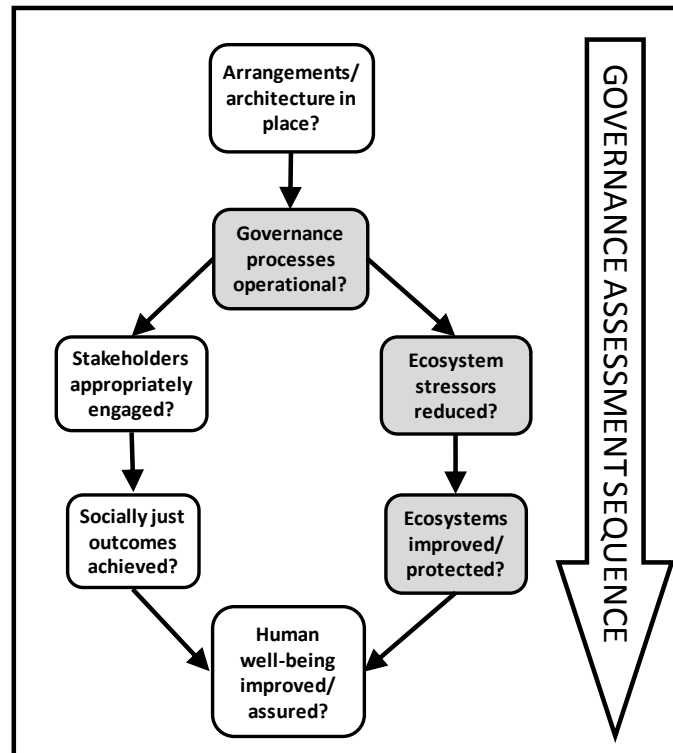 Arrangements/
architecture in
place?
Governance
processes
operational?
Stakeholders
appropriately
engaged?
Ecosystem
stressors
reduced?
Socially just
outcomes
achieved?
Ecosystems
improved/
protected?
Human
well-being
improved/
assured?
GOVERNANCE ASSESSMENT SEQUENCE